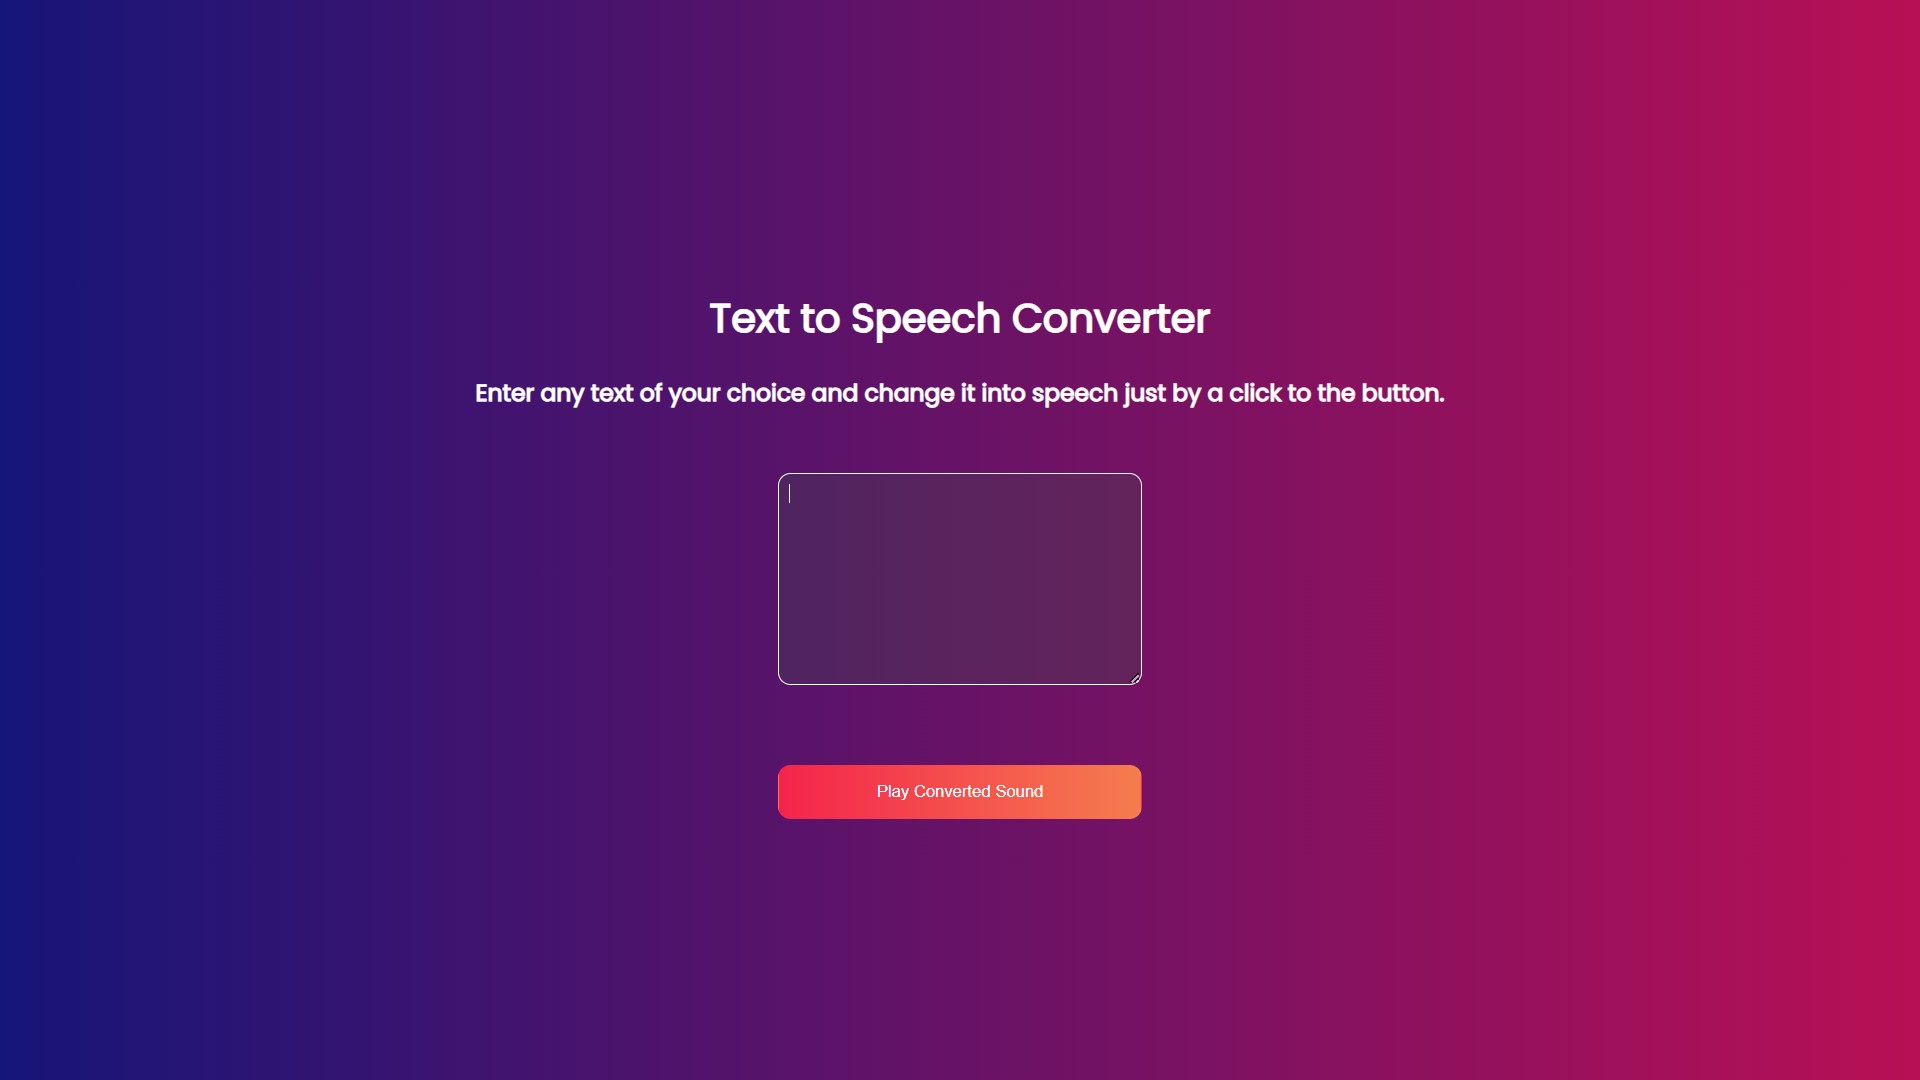 Text to Speech Converter
Enter any text of your choice and change it into speech just by a click to the button.
Play Converted Sound